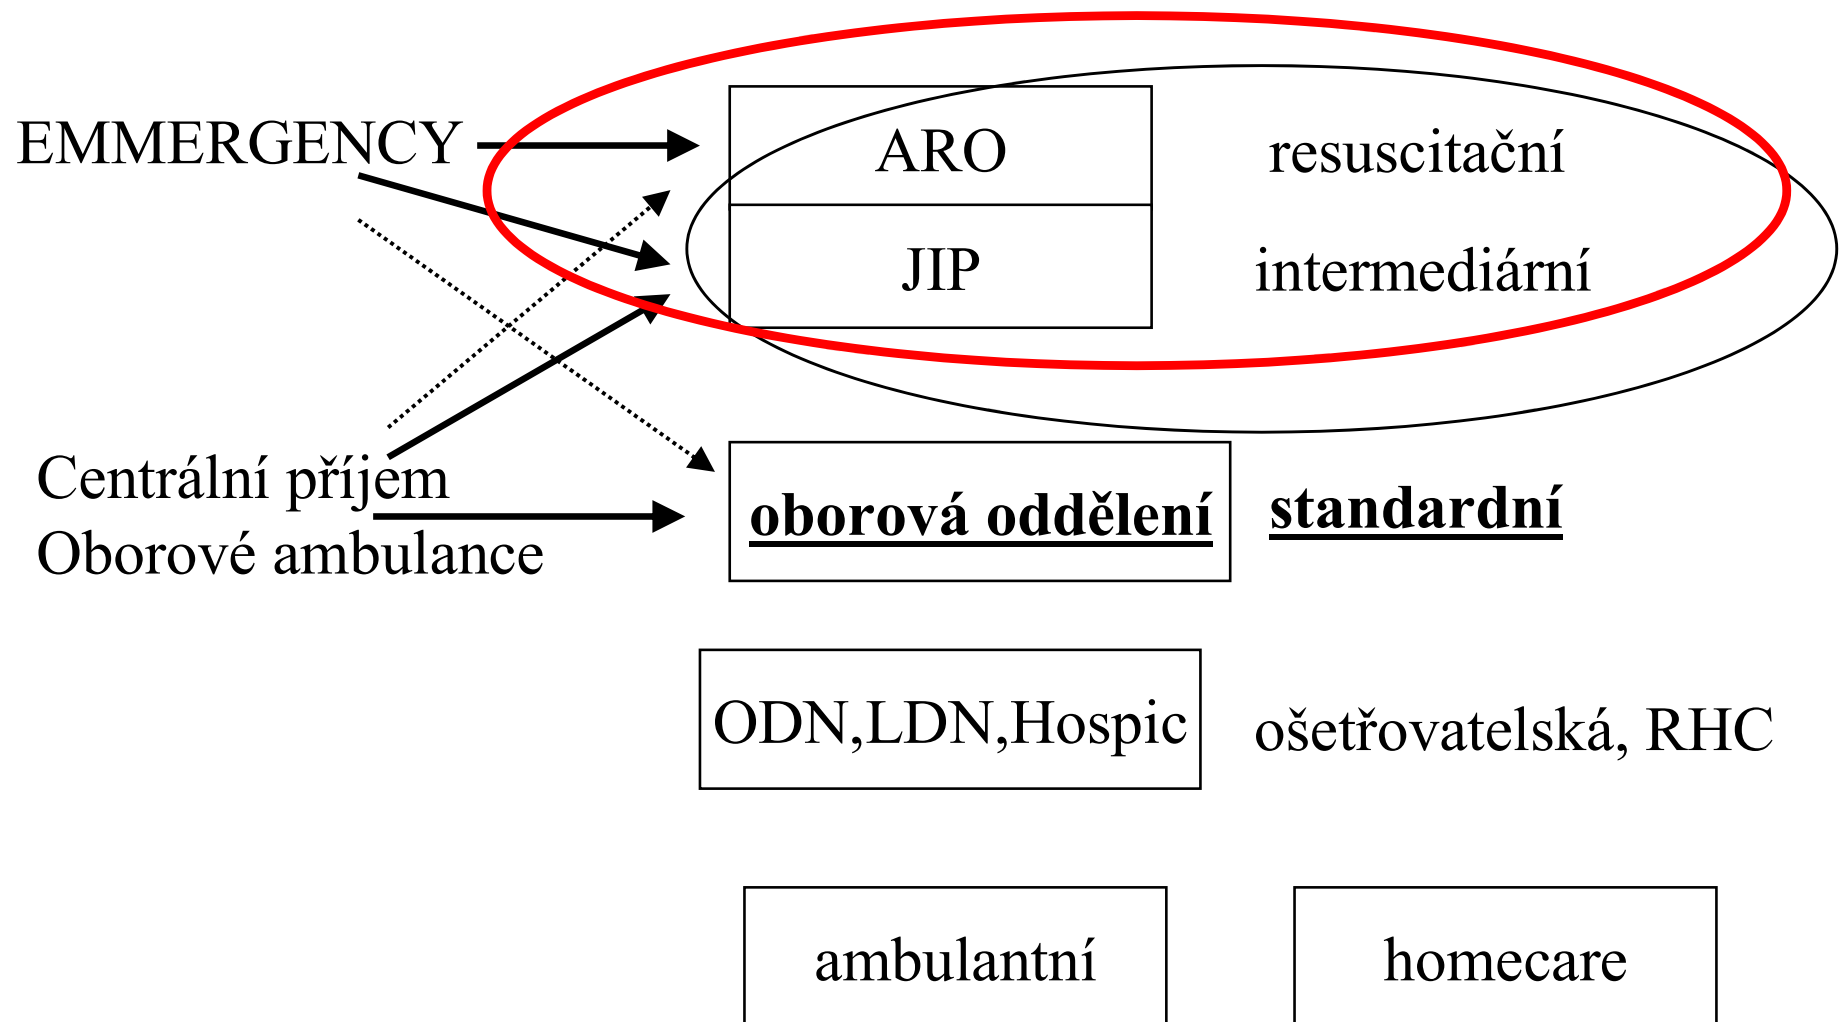 EMMERGENCY
ARO
resuscitační
JIP
intermediární
Centrální příjem
Oborové ambulance
oborová oddělení
standardní
ODN,LDN,Hospic
ošetřovatelská, RHC
ambulantní
homecare